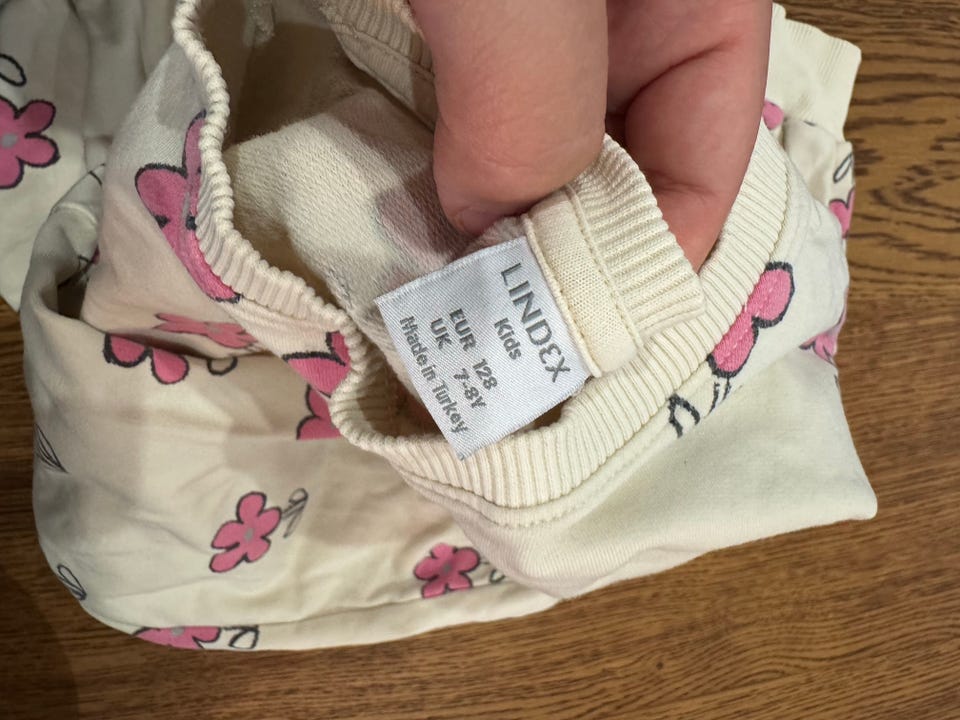 LINDEX
Kids
EUR 128
UK 7-8Y
Made in Turkey